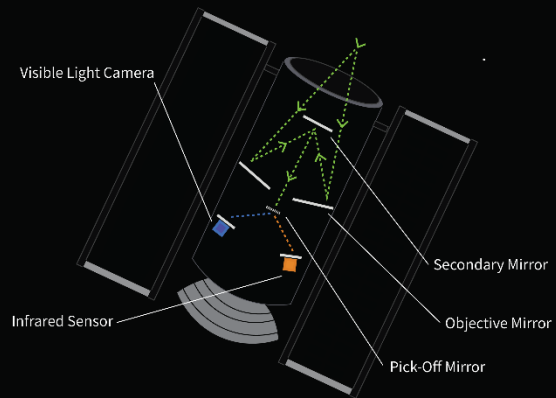 Visible Light Camera
Secondary Mirror
Infrared Sensor
Objective Mirror
Pick-Off Mirror